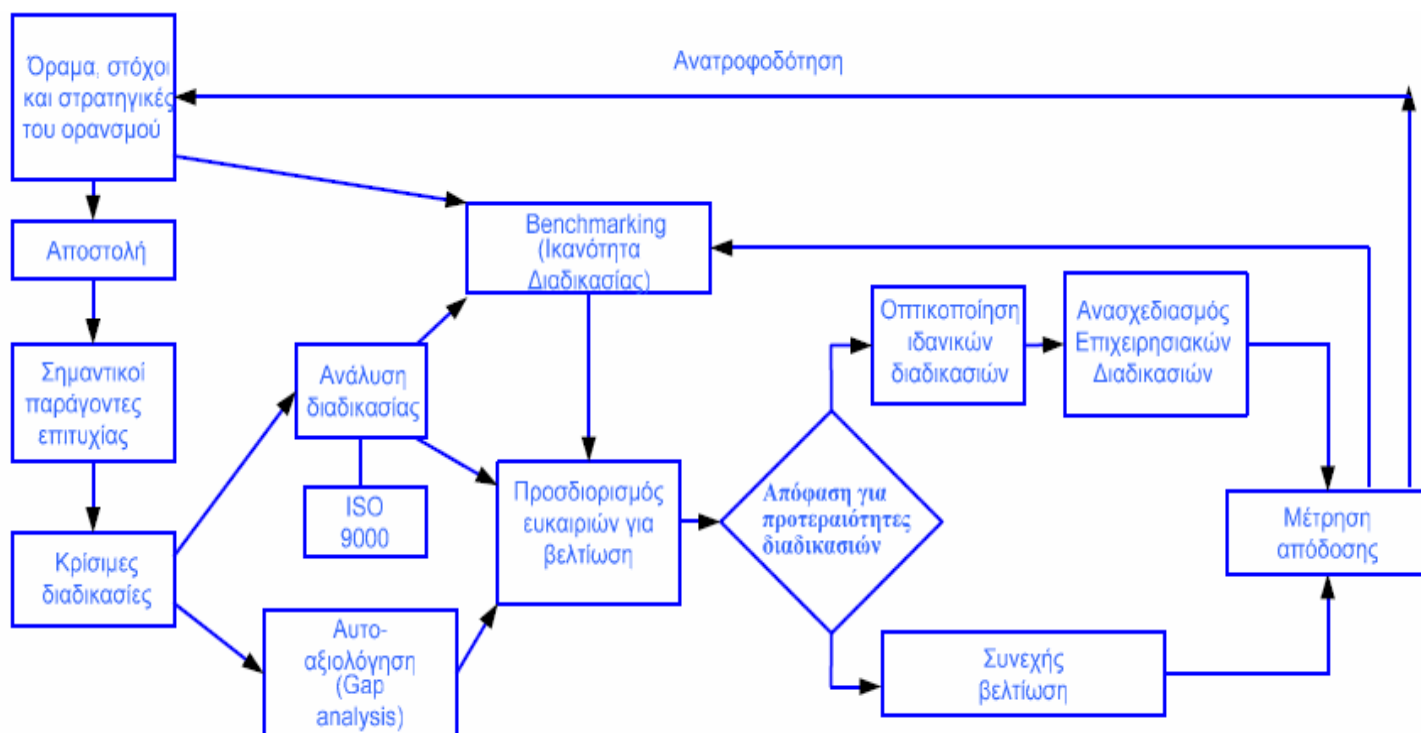 Όραμα, στόχοι
και στρατηγικές
του ορανσμού
Ανατροφοδότηση
Αποστολή
Benchmarking
(Ικανότητα
Διαδικασίας)
Σημαντικοί
παράγοντες
επιτυχίας
Ανάλυση
διαδικασίας
Οπτικοποίηση
ιδανικών
διαδικασιών
Ανασχεδιασμός
Επιχειρησιακών
Διαδικασιών
ISO
9000
Προσδιορισμός
ευκαιριών για
βελτίωση
Απόφαση για
προτεραιότητες
διαδικασιών
Μέτρηση
απόδοσης
Κρίσιμες
διαδικασίες
Αυτο-
αξιολόγηση
(Gap
analysis)
Συνεχής
βελτίωση